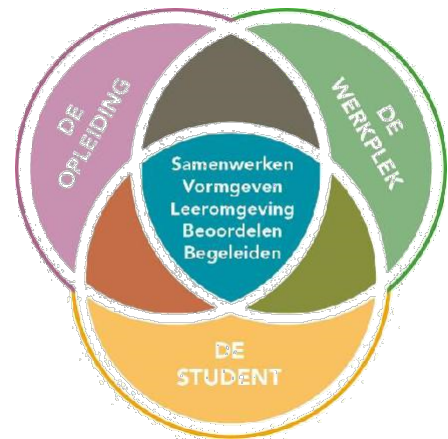 DE
OPLEIDING
DE
WERKPLEK
Samenwerken
Vormgeven
Leeromgeving
Beoordelen
Begeleiden
DE
STUDENT